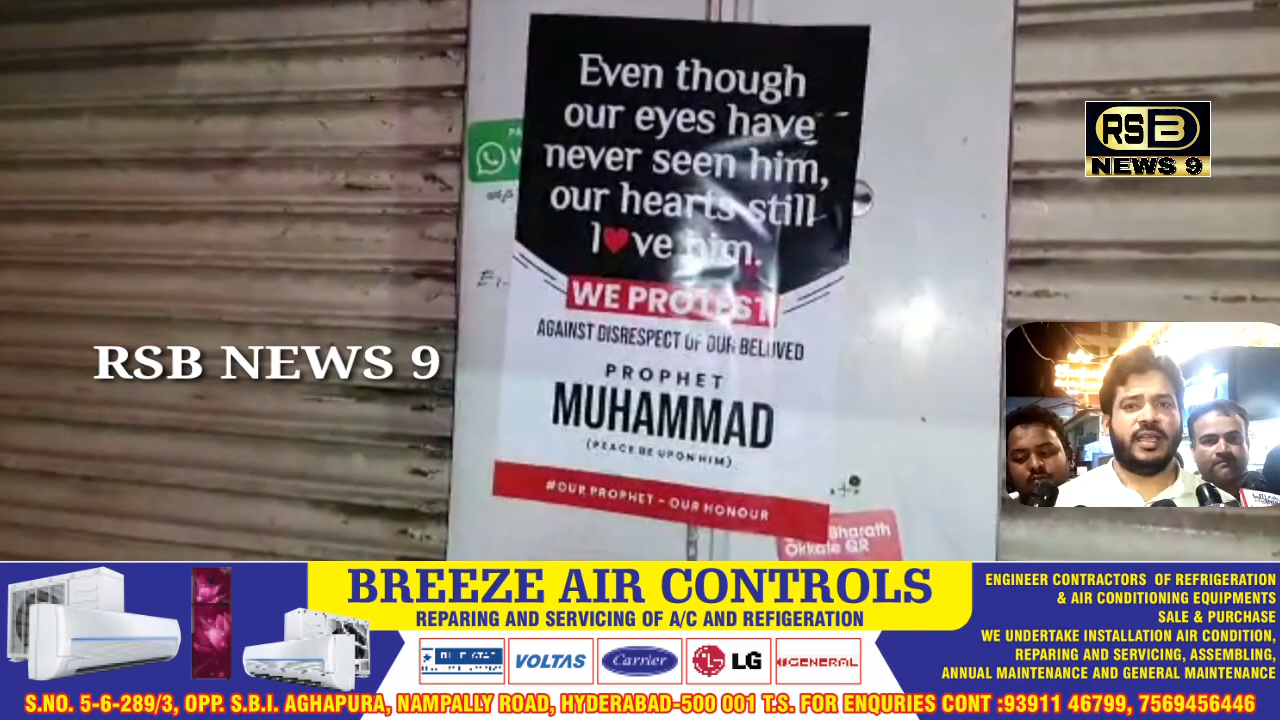 Even though
our eyes have
never seen him,
our hearts still
l♥ve him.
WE PROTEST
AGAINST DISRESPECT OF OUR BELOVED
PROPHET
MUHAMMAD
(PEACE BE UPON HIM)
#OUR PROPHET - OUR HONOUR
Bharath
Okkate QR
RSB NEWS 9
RSB
NEWS 9
BREEZE AIR CONTROLS
REPARING AND SERVICING OF A/C AND REFIGERATION
VOLTAS
Carrier
LG
GENERAL
ENGINEER CONTRACTORS OF REFRIGERATION
& AIR CONDITIONING EQUIPMENTS
SALE & PURCHASE
WE UNDERTAKE INSTALLATION AIR CONDITION,
REPARING AND SERVICING, ASSEMBLING,
ANNUAL MAINTENANCE AND GENERAL MAINTENANCE
S.NO. 5-6-289/3, OPP. S.B.I. AGHAPURA, NAMPALLY ROAD, HYDERABAD-500 001 T.S. FOR ENQURIES CONT :93911 46799, 7569456446